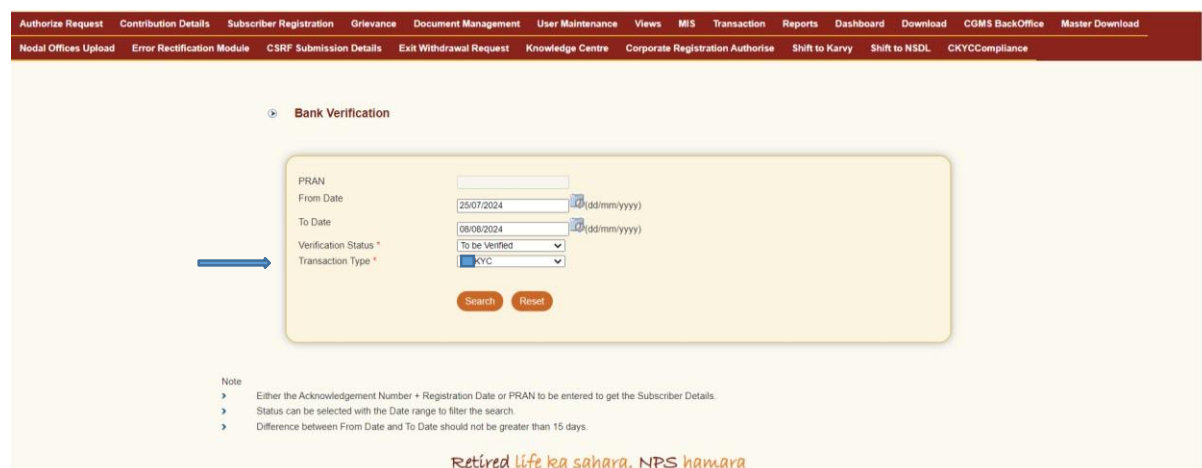 Authorize Request Contribution Details Subscriber Registration Grievance Document Management User Maintenance Views MIS Transaction Reports Dashboard Download CGMS BackOffice Master Download
Nodal Offices Upload Error Rectification Module CSRF Submission Details Exit Withdrawal Request Knowledge Centre Corporate Registration Authorise Shift to Karvy Shift to NSDL CKYCCompliance
Bank Verification
PRAN
From Date 25/07/2024 (dd/mm/yyyy)
To Date 08/08/2024 (dd/mm/yyyy)
Verification Status * To be Verified
Transaction Type * KYC
Search Reset
Note
Either the Acknowledgement Number + Registration Date or PRAN to be entered to get the Subscriber Details.
Status can be selected with the Date range to filter the search.
Difference between From Date and To Date should not be greater than 15 days.
Retired life ka sahara, NPS hamara